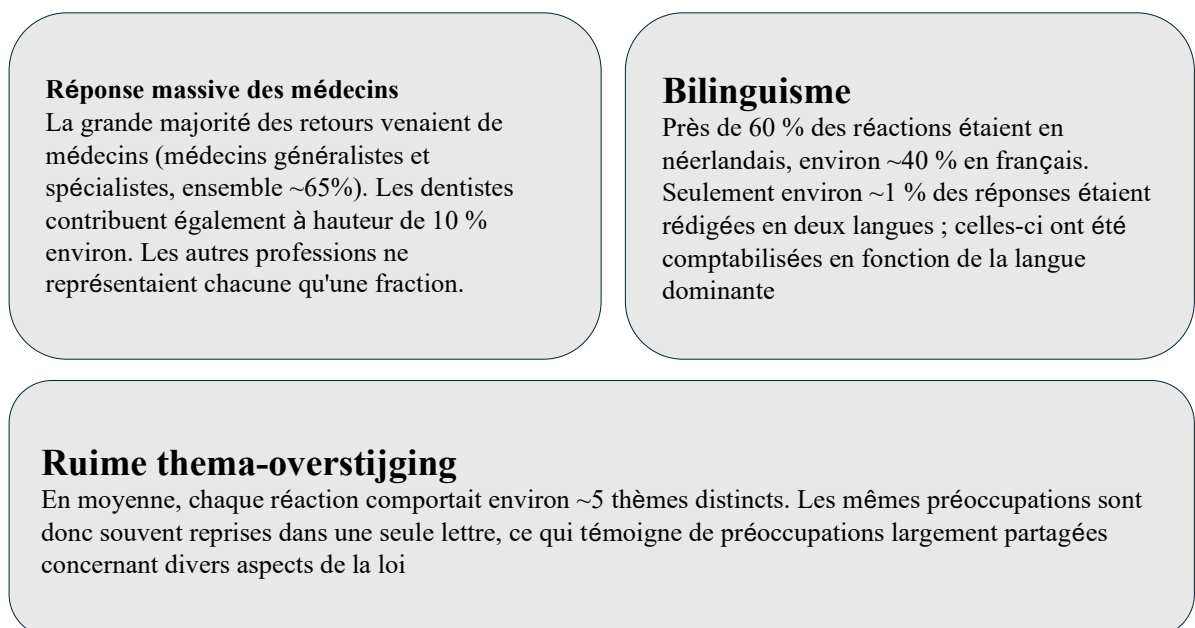 Réponse massive des médecins
La grande majorité des retours venaient de
médecins (médecins généralistes et
spécialistes, ensemble ~65%). Les dentistes
contribuent également à hauteur de 10 %
environ. Les autres professions ne
représentaient chacune qu'une fraction.
Bilinguisme
Près de 60 % des réactions étaient en
néerlandais, environ ~40 % en français.
Seulement environ ~1 % des réponses étaient
rédigées en deux langues ; celles-ci ont été
comptabilisées en fonction de la langue
dominante
Ruime thema-overstijging
En moyenne, chaque réaction comportait environ ~5 thèmes distincts. Les mêmes préoccupations sont
donc souvent reprises dans une seule lettre, ce qui témoigne de préoccupations largement partagées
concernant divers aspects de la loi